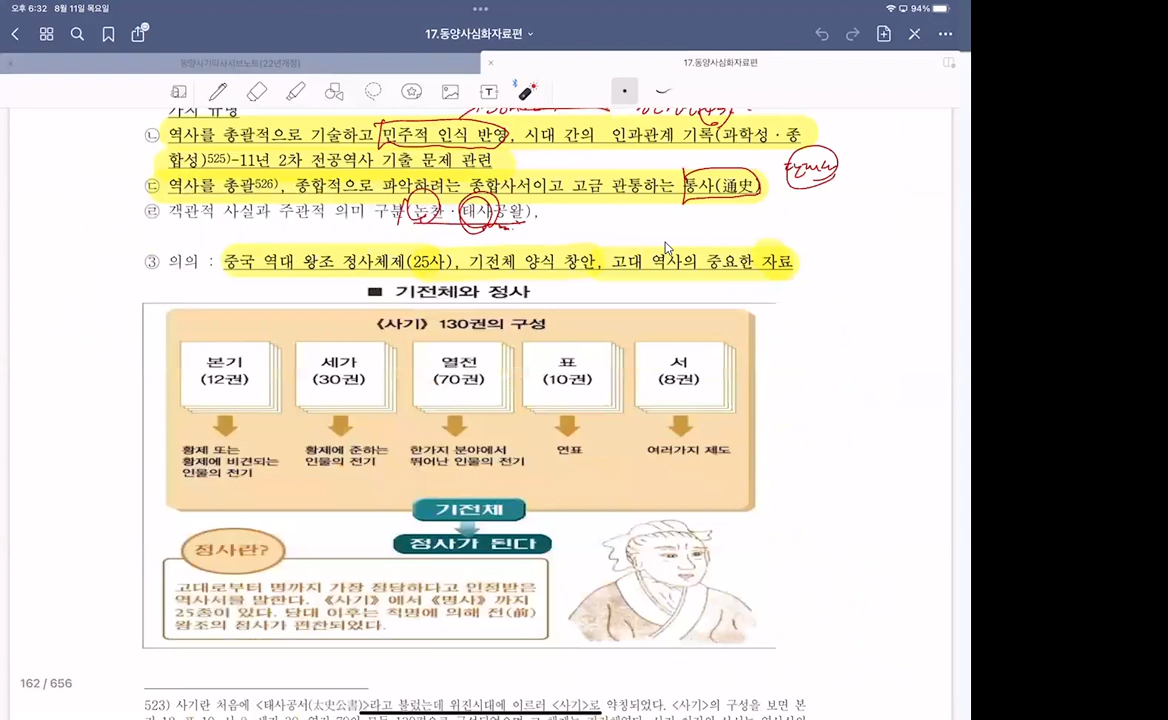 오후 6:32 8월 11일 목요일
94%
17.동양사심화자료편
동양사기타사서브노트(22년개정)
17.동양사심화자료편
가지 유형
㉡ 역사를 총괄적으로 기술하고 민주적 인식 반영, 시대 간의 인과관계 기록(과학성·종
합성)525)-11년 2차 전공역사 기출 문제 관련
㉢ 역사를 총괄526), 종합적으로 파악하려는 종합사서이고 고금 관통하는 통사(通史)
㉣ 객관적 사실과 주관적 의미 구분(논찬·태사공왈),
③ 의의 : 중국 역대 왕조 정사체제(25사), 기전체 양식 창안, 고대 역사의 중요한 자료
■ 기전체와 정사
《사기》 130권의 구성
본기 세가 열전 표 서
(12권) (30권) (70권) (10권) (8권)
황제 또는 황제에 준하는 한가지 분야에서 연표 여러가지 제도
황제에 비견되는 인물의 전기 뛰어난 인물의 전기
인물의 전기
기전체
정사가 된다
정사란?
고대로부터 명까지 가장 정당하다고 인정받은
역사서를 말한다. 《사기》에서 《명사》까지
25종이 있다. 당대 이후는 칙명에 의해 전(前)
왕조의 정사가 편찬되었다.
162 / 656
523) 사기란 처음에 <태사공서(太史公書)>라고 불렸는데 위진시대에 이르러 <사기>로 약칭되었다. <사기>의 구성을 보면 본